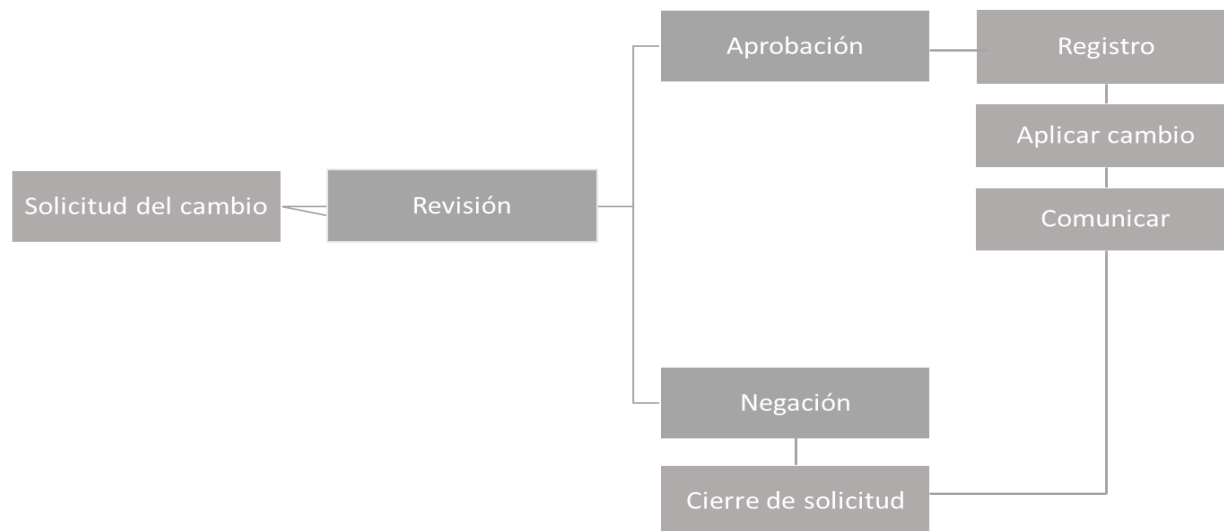 Solicitud del cambio
Revisión
Aprobación
Registro
Aplicar cambio
Comunicar
Negación
Cierre de solicitud